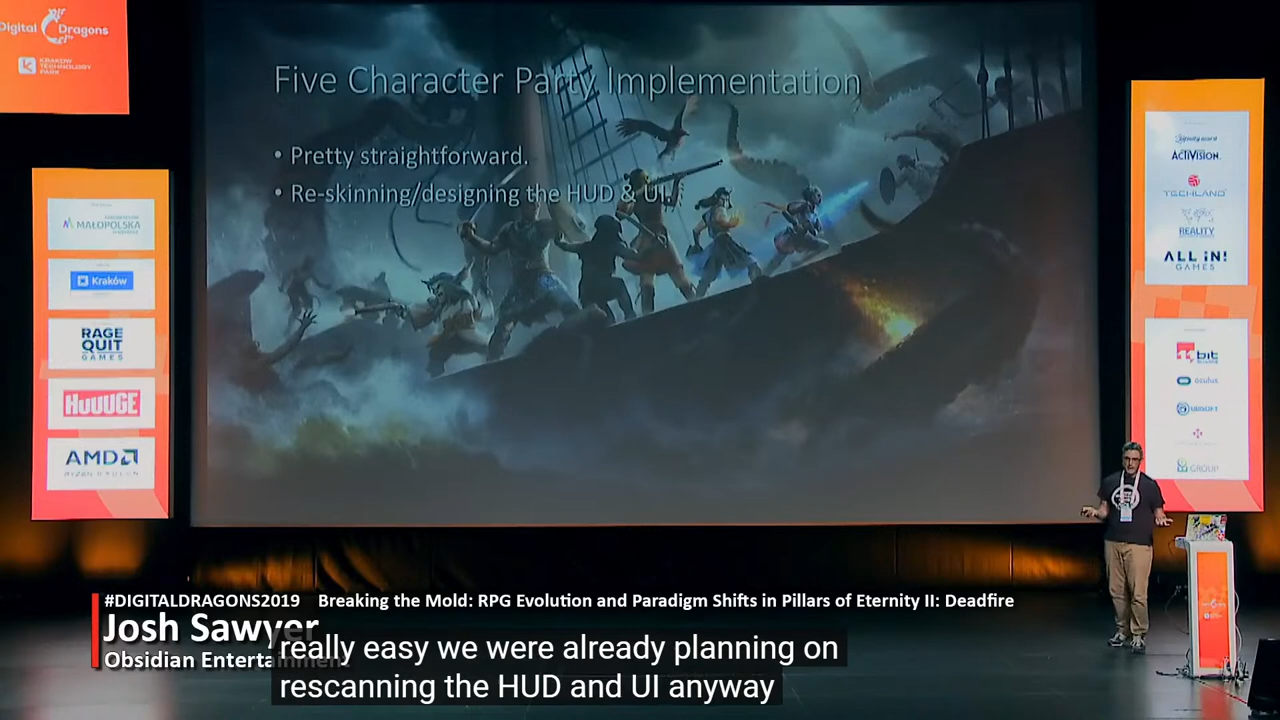 Digital Dragons
KRAKOW
TECHNOLOGY
PARK
Five Character Party Implementation
• Pretty straightforward.
• Re-skinning/designing the HUD & UI.
MAŁOPOLSKA
Kraków
RAGE
QUIT
GAMES
HUUUGE
AMD
RYZEN
ACTIVISION
TECHLAND
REALITY
ALL IN!
GAMES
11 bit
oculus
UBISOFT
GROUP
#DIGITALDRAGONS2019 Breaking the Mold: RPG Evolution and Paradigm Shifts in Pillars of Eternity II: Deadfire
Josh Sawyer
Obsidian Entertainment
really easy we were already planning on
rescanning the HUD and UI anyway